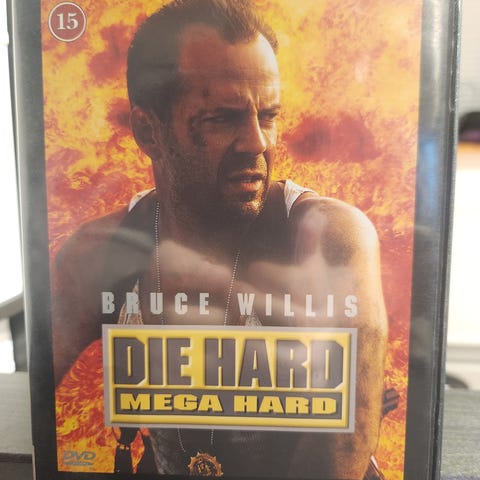 15
BRUCE WILLIS
DIE HARD
MEGA HARD
DVD